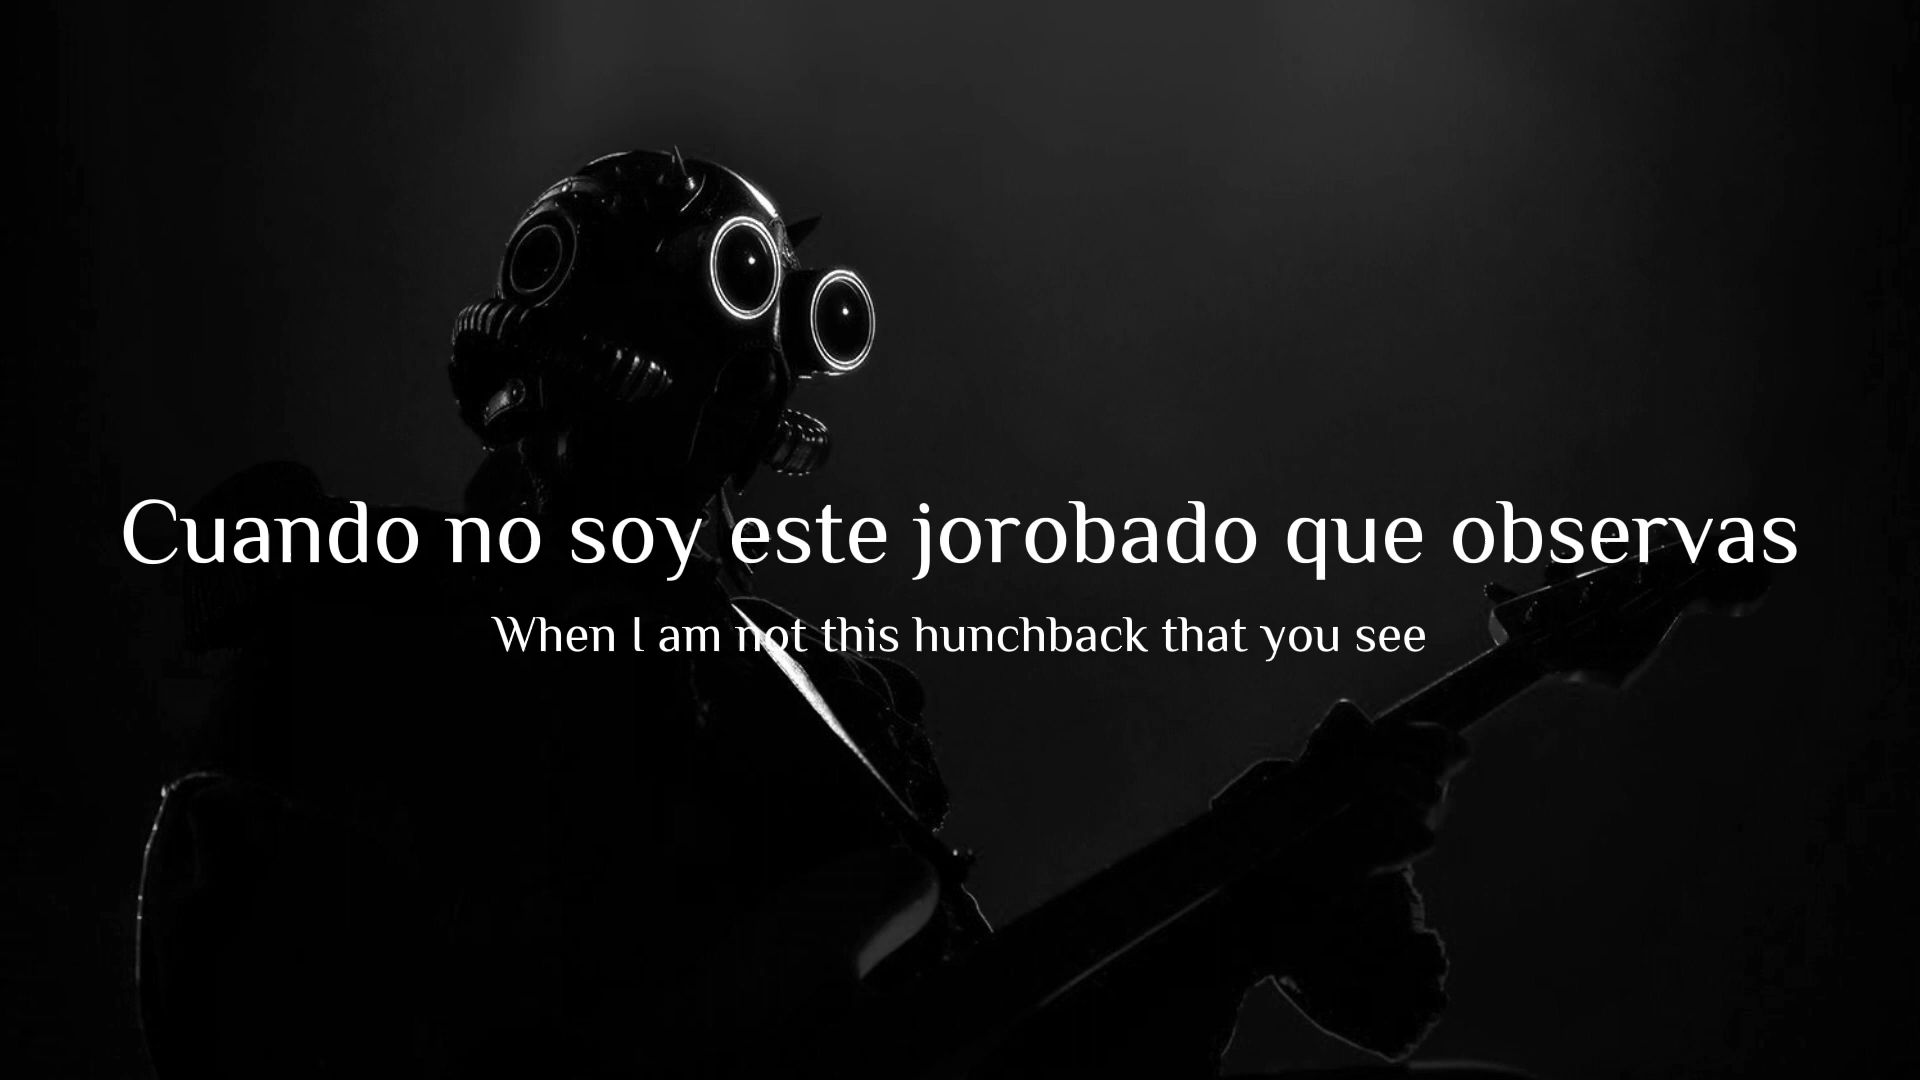 Cuando no soy este jorobado que observas
When I am not this hunchback that you see